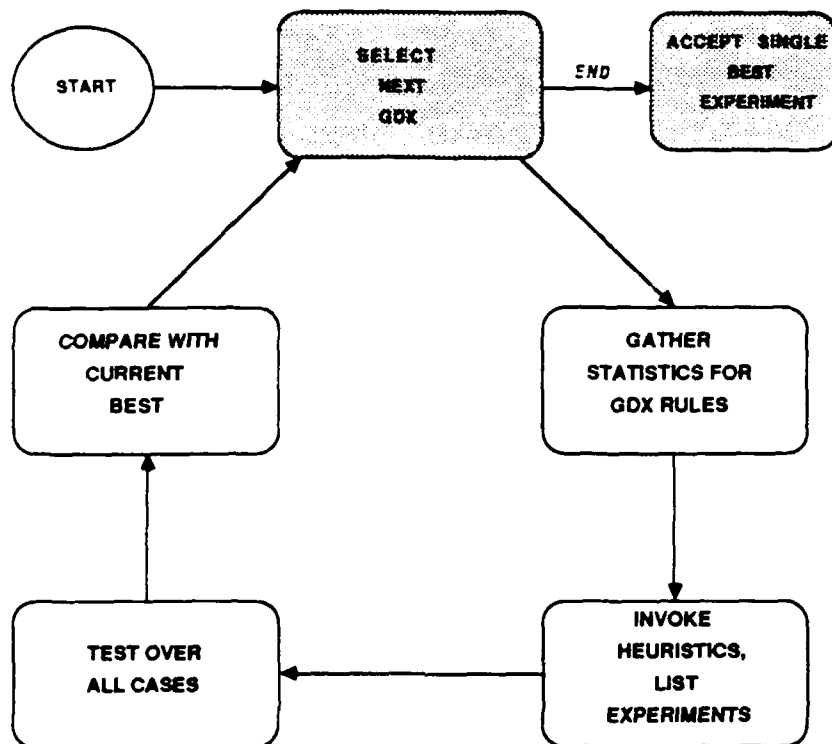 START
SELECT
NEXT
GDX
END
ACCEPT SINGLE
BEST
EXPERIMENT
COMPARE WITH
CURRENT
BEST
GATHER
STATISTICS FOR
GDX RULES
TEST OVER
ALL CASES
INVOKE
HEURISTICS,
LIST
EXPERIMENTS